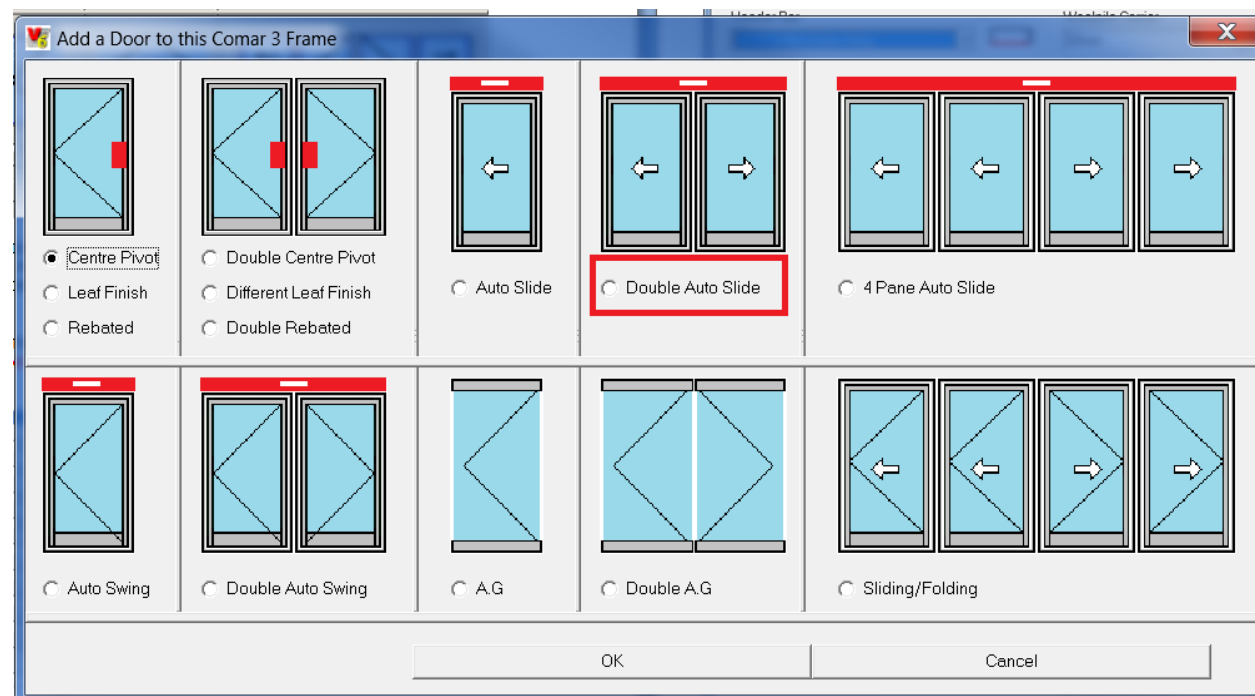 Add a Door to this Comar 3 Frame
Centre Pivot
Leaf Finish
Rebated
Double Centre Pivot
Different Leaf Finish
Double Rebated
Auto Slide
Double Auto Slide
4 Pane Auto Slide
Auto Swing
Double Auto Swing
A.G
Double A.G
Sliding/Folding
OK
Cancel